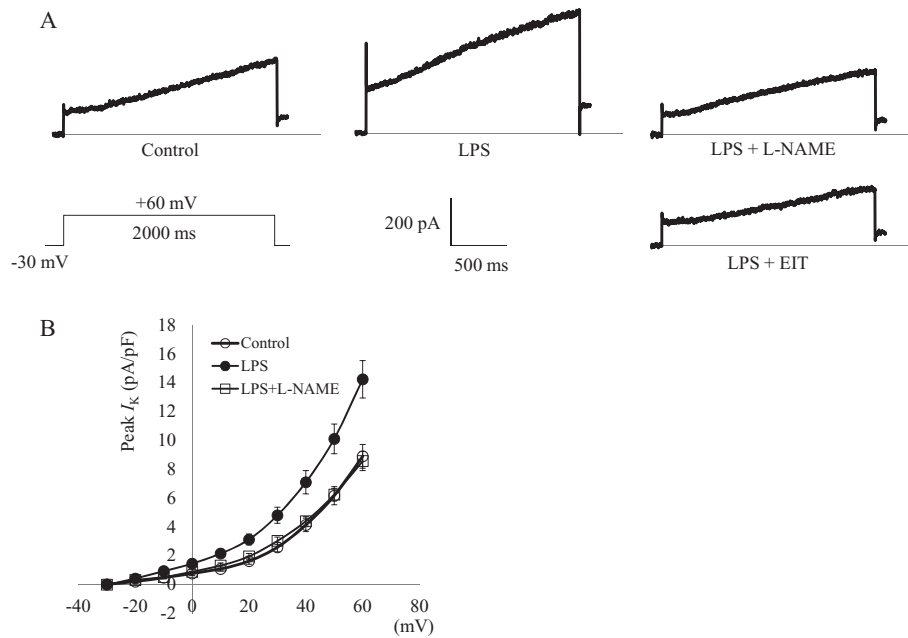 A
Control
LPS
LPS + L-NAME
+60 mV
2000 ms
-30 mV
200 pA
500 ms
LPS + EIT
B
Peak IK (pA/pF)
18
16
14
12
10
8
6
4
2
0
-2
Control
LPS
LPS+L-NAME
-40
-20
0
20
40
60
80
(mV)